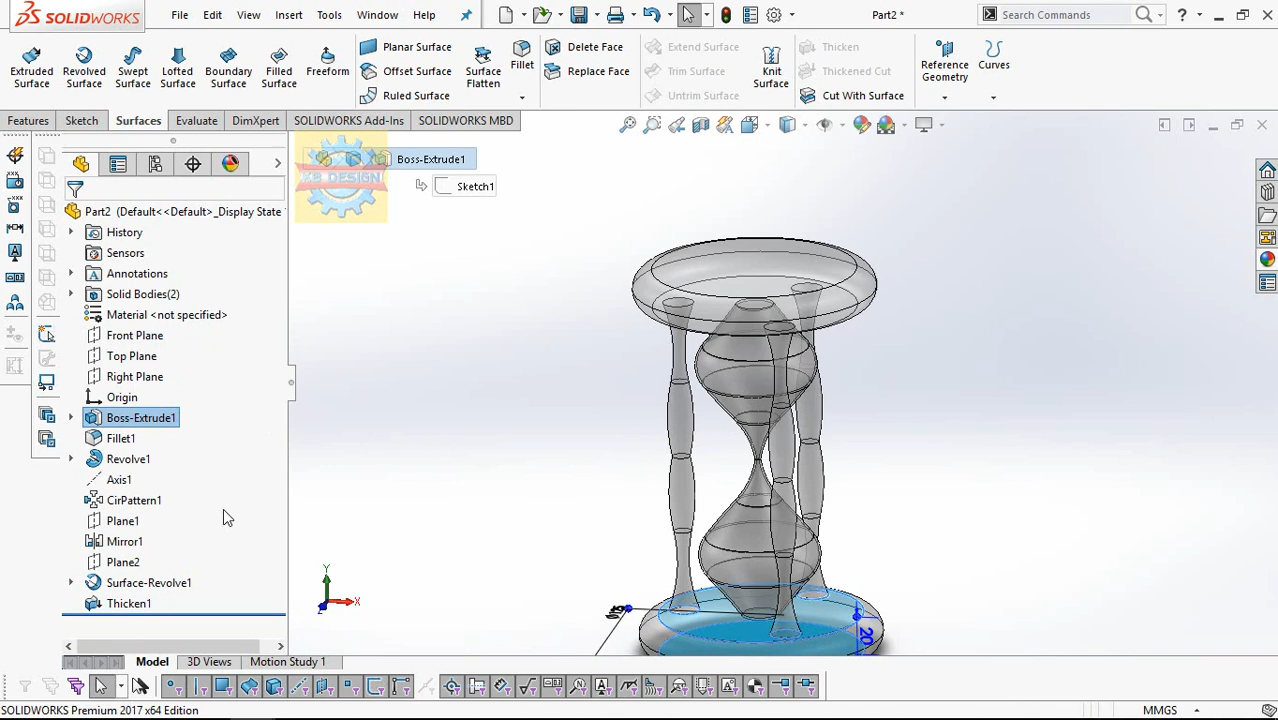 SOLIDWORKS
File Edit View Insert Tools Window Help
Part2 *
Search Commands
Extruded Surface
Revolved Surface
Swept Surface
Lofted Surface
Boundary Surface
Filled Surface
Freeform
Planar Surface
Offset Surface
Ruled Surface
Surface Flatten
Fillet
Delete Face
Replace Face
Extend Surface
Trim Surface
Untrim Surface
Knit Surface
Thicken
Thickened Cut
Cut With Surface
Reference Geometry
Curves
Features Sketch Surfaces Evaluate DimXpert SOLIDWORKS Add-Ins SOLIDWORKS MBD
Boss-Extrude1
Sketch1
KB DESIGN
Part2 (Default<<Default>_Display State
History
Sensors
Annotations
Solid Bodies(2)
Material <not specified>
Front Plane
Top Plane
Right Plane
Origin
Boss-Extrude1
Fillet1
Revolve1
Axis1
CirPattern1
Plane1
Mirror1
Plane2
Surface-Revolve1
Thicken1
Y
X
Z
20
Model 3D Views Motion Study 1
SOLIDWORKS Premium 2017 x64 Edition
MMGS